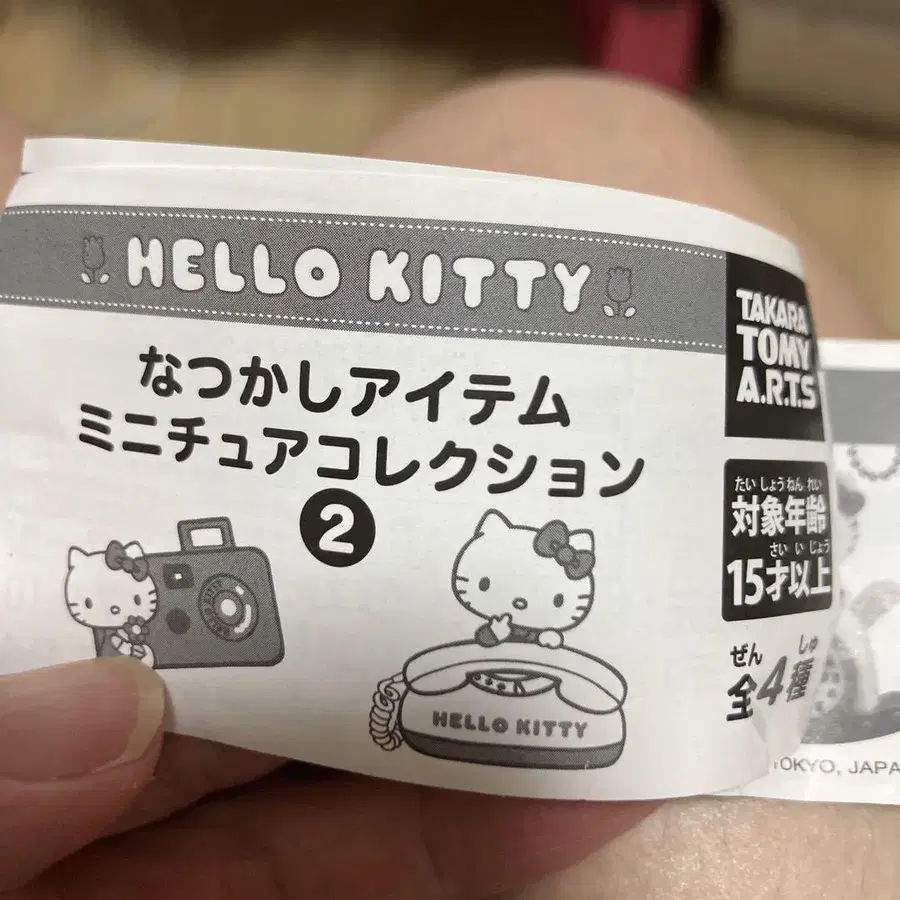 HELLO KITTY
なつかしアイテム
ミニチュアコレクション
2
TAKARA
TOMY
A.R.T.S
たいしょうねんれい
対象年齢
さいいじょう
15才以上
ぜん しゅ
全4種
HELLO KITTY
TOKYO, JAPA